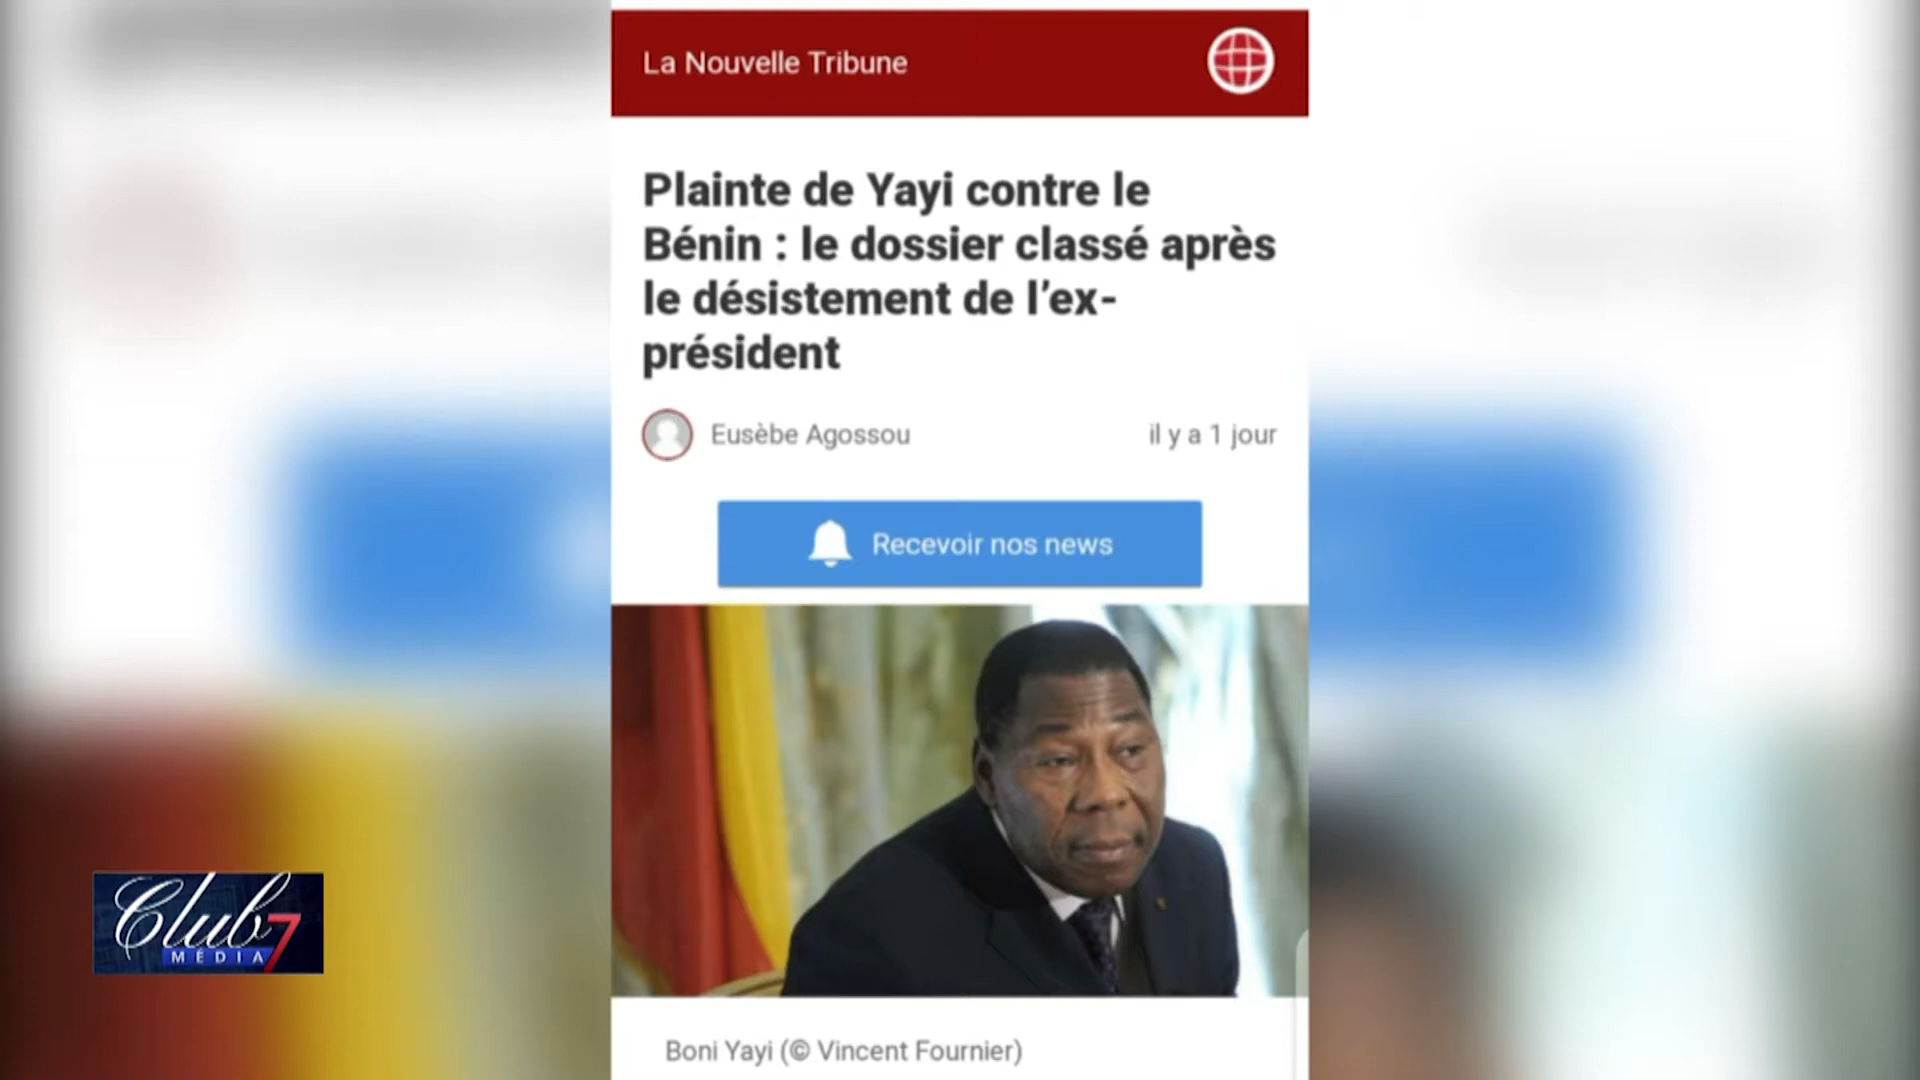 La Nouvelle Tribune
Plainte de Yayi contre le
Bénin : le dossier classé après
le désistement de l’ex-
président
Eusèbe Agossou
il y a 1 jour
Recevoir nos news
Boni Yayi (© Vincent Fournier)
Club 7
MÉDIA